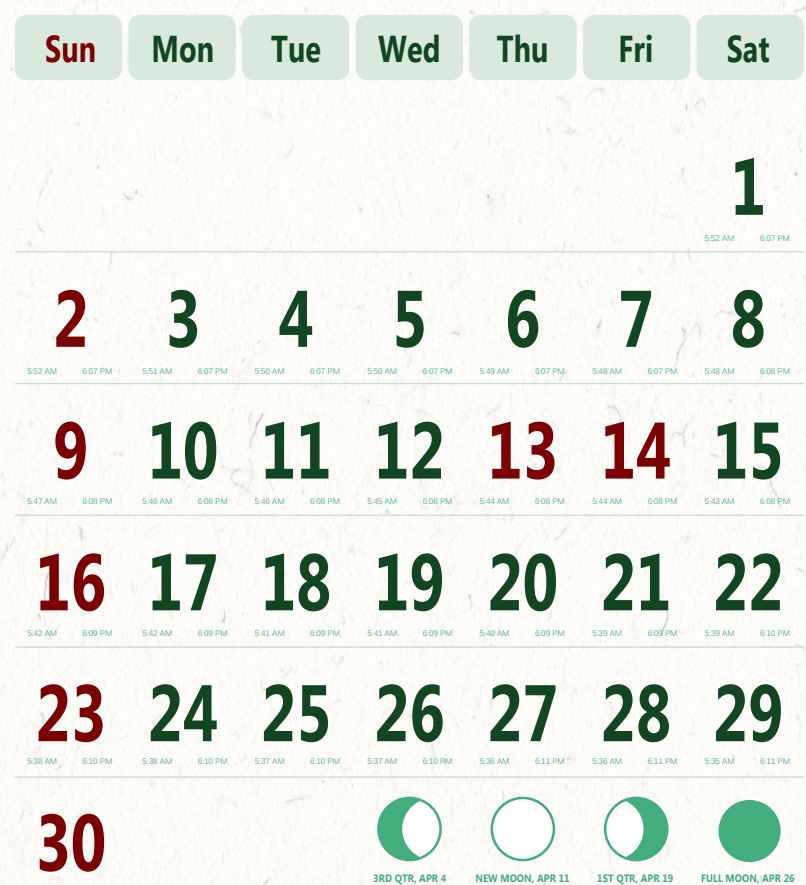 Sun Mon Tue Wed Thu Fri Sat
1
5:52 AM 6:07 PM
2 3 4 5 6 7 8
5:52 AM 6:07 PM 5:51 AM 6:07 PM 5:50 AM 6:07 PM 5:50 AM 6:07 PM 5:49 AM 6:07 PM 5:48 AM 6:07 PM 5:48 AM 6:08 PM
9 10 11 12 13 14 15
5:47 AM 6:08 PM 5:46 AM 6:08 PM 5:46 AM 6:08 PM 5:45 AM 6:08 PM 5:44 AM 6:08 PM 5:44 AM 6:08 PM 5:43 AM 6:08 PM
16 17 18 19 20 21 22
5:42 AM 6:09 PM 5:42 AM 6:09 PM 5:41 AM 6:09 PM 5:41 AM 6:09 PM 5:40 AM 6:09 PM 5:39 AM 6:09 PM 5:39 AM 6:10 PM
23 24 25 26 27 28 29
5:38 AM 6:10 PM 5:38 AM 6:10 PM 5:37 AM 6:10 PM 5:37 AM 6:10 PM 5:36 AM 6:11 PM 5:36 AM 6:11 PM 5:35 AM 6:11 PM
30
3RD QTR, APR 4 NEW MOON, APR 11 1ST QTR, APR 19 FULL MOON, APR 26